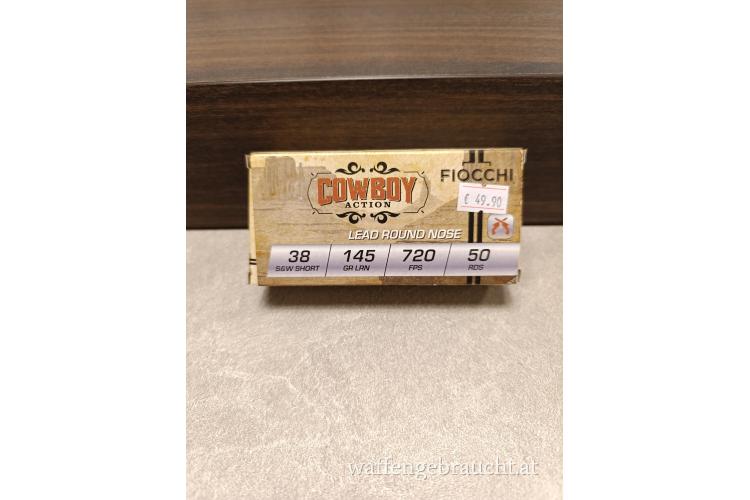 COWBOY
ACTION
FIOCCHI
€ 49.90
LEAD ROUND NOSE
38
S&W SHORT
145
GR LRN
720
FPS
50
RDS
waffengebraucht.at